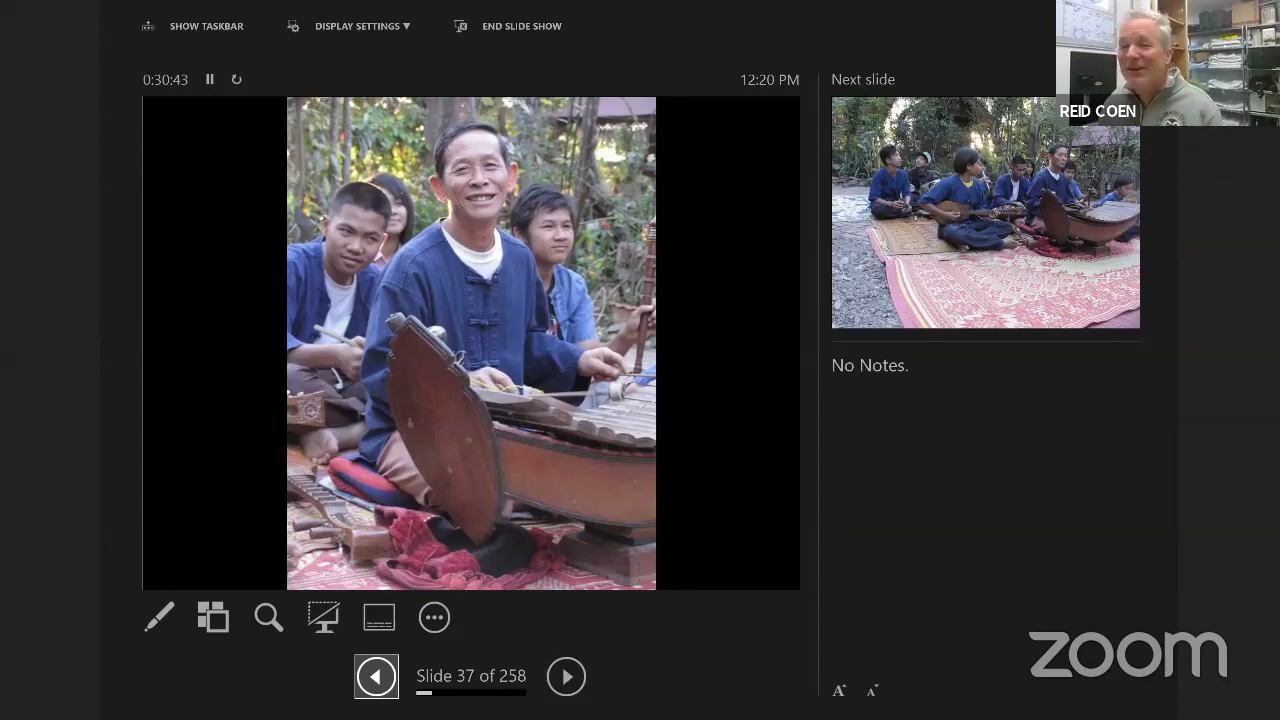 SHOW TASKBAR
DISPLAY SETTINGS ▼
END SLIDE SHOW
0:30:43
12:20 PM
Next slide
REID COEN
No Notes.
Slide 37 of 258
A A
zoom